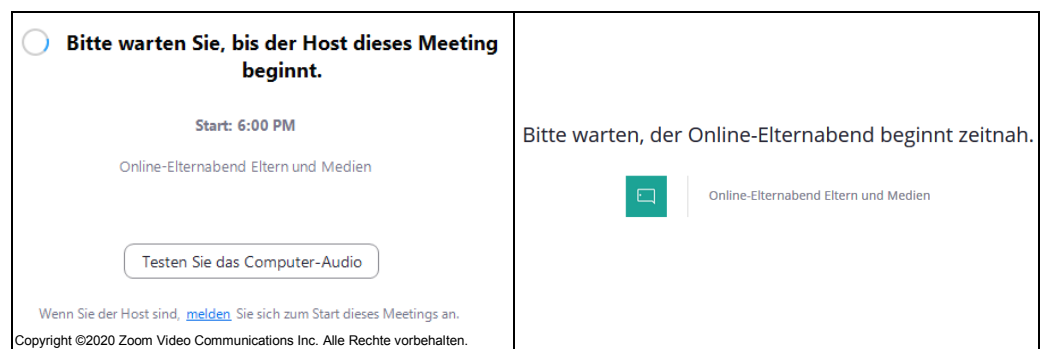 Bitte warten Sie, bis der Host dieses Meeting
beginnt.
Start: 6:00 PM
Online-Elternabend Eltern und Medien
Testen Sie das Computer-Audio
Wenn Sie der Host sind, melden Sie sich zum Start dieses Meetings an.
Copyright ©2020 Zoom Video Communications Inc. Alle Rechte vorbehalten.
Bitte warten, der Online-Elternabend beginnt zeitnah.
Online-Elternabend Eltern und Medien